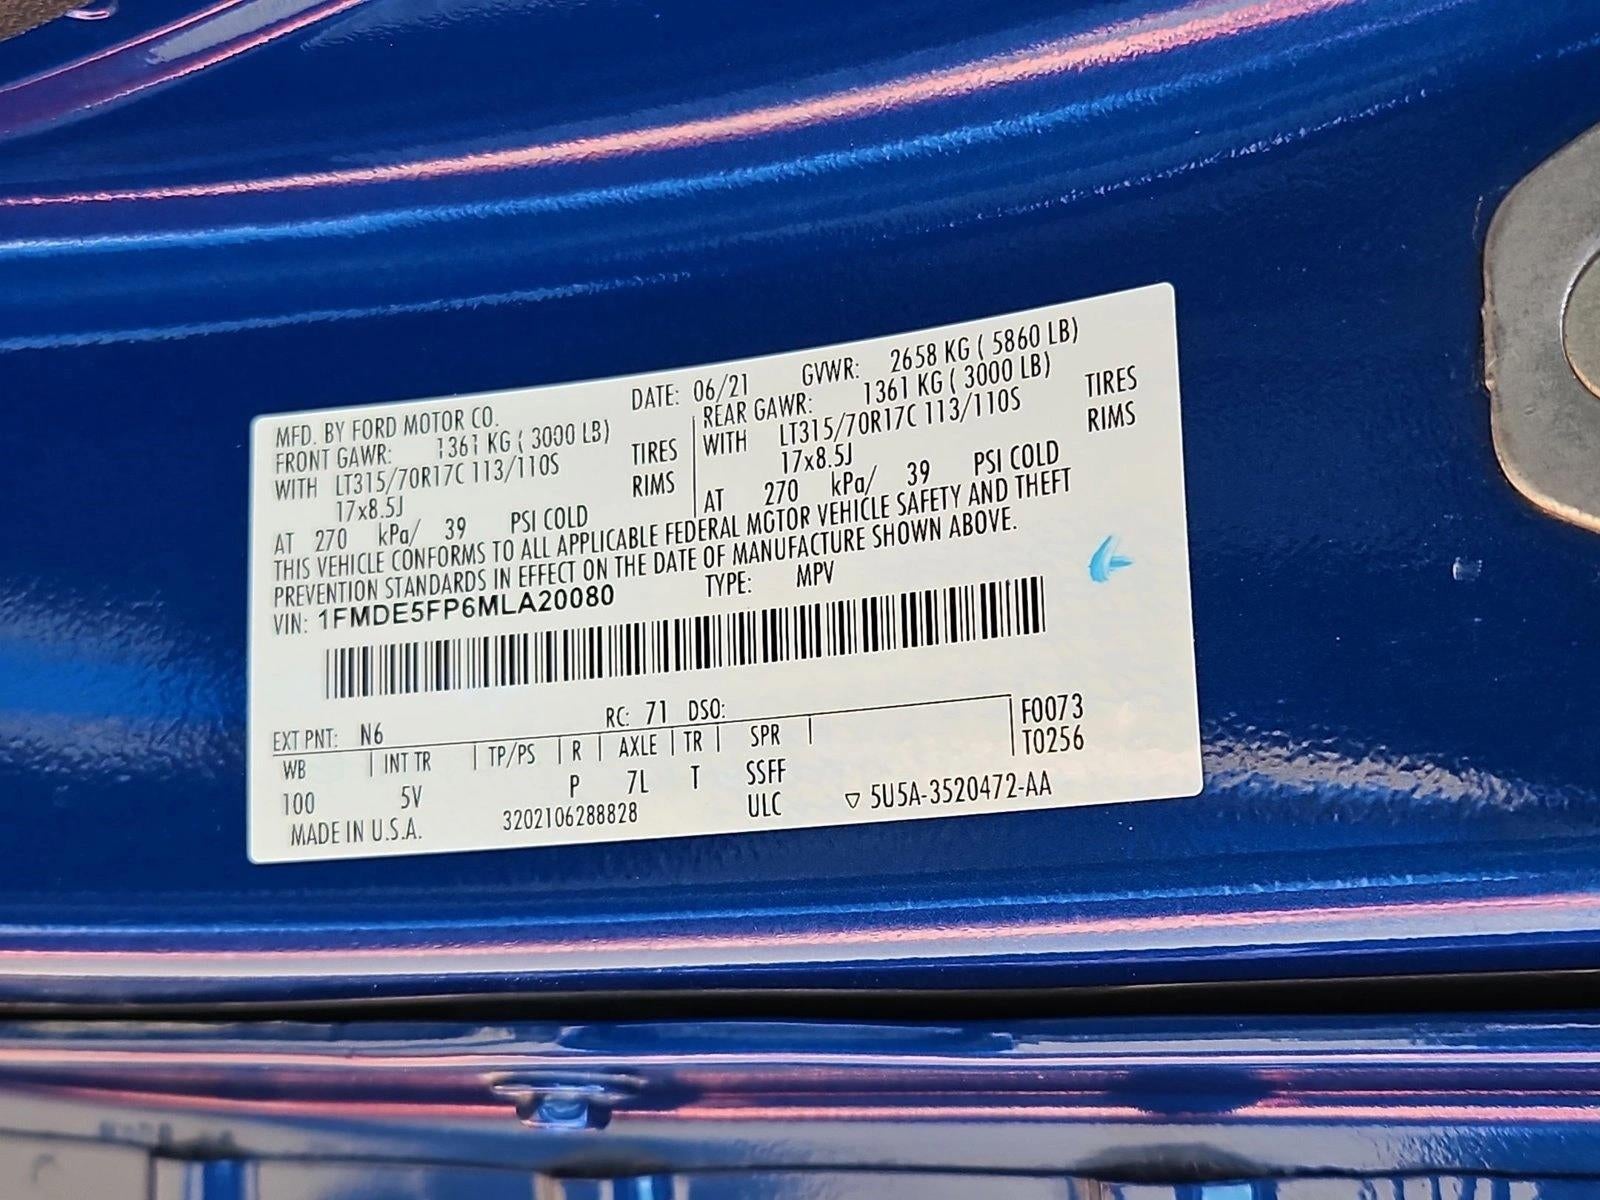 MFD. BY FORD MOTOR CO. DATE: 06/21 GVWR: 2658 KG ( 5860 LB)
FRONT GAWR: 1361 KG ( 3000 LB) REAR GAWR: 1361 KG ( 3000 LB)
WITH LT315/70R17C 113/110S TIRES WITH LT315/70R17C 113/110S TIRES
17x8.5J RIMS 17x8.5J RIMS
AT 270 kPa/ 39 PSI COLD AT 270 kPa/ 39 PSI COLD
THIS VEHICLE CONFORMS TO ALL APPLICABLE FEDERAL MOTOR VEHICLE SAFETY AND THEFT
PREVENTION STANDARDS IN EFFECT ON THE DATE OF MANUFACTURE SHOWN ABOVE.
VIN: 1FMDE5FP6MLA20080 TYPE: MPV
EXT PNT: N6 RC: 71 DSO: F0073
WB INT TR TP/PS R AXLE TR SPR T0256
100 5V P 7L T SSFF
MADE IN U.S.A. 3202106288828 ULC ▽ 5U5A-3520472-AA